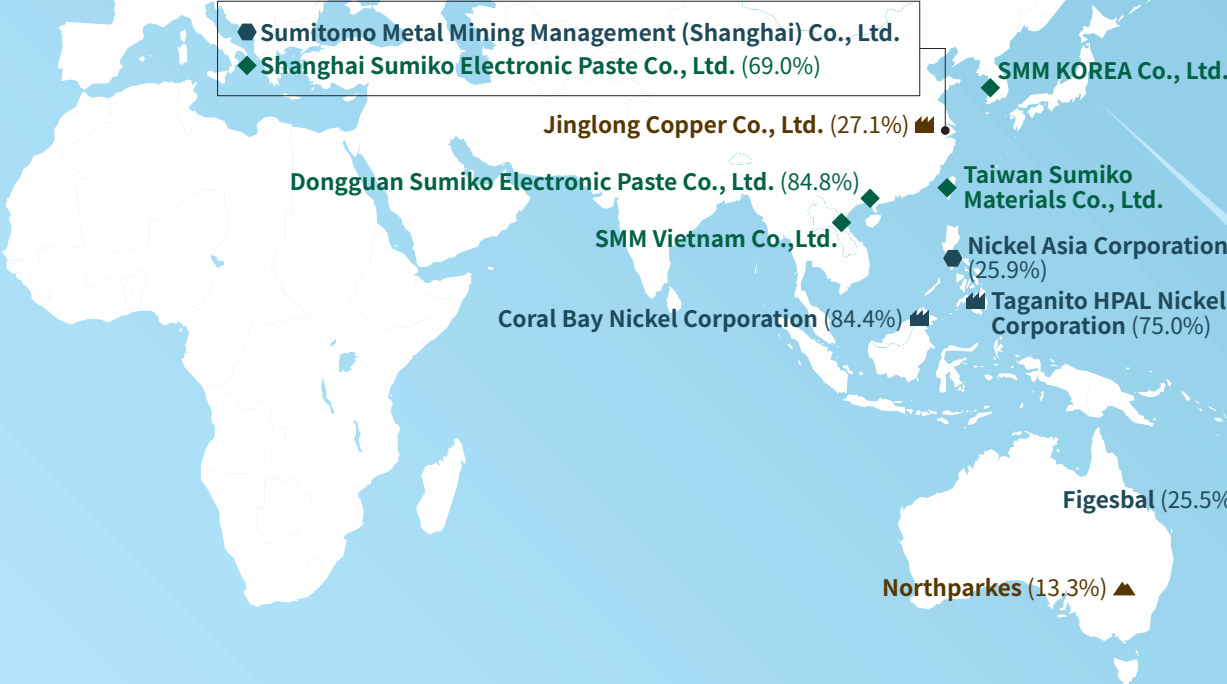 Sumitomo Metal Mining Management (Shanghai) Co., Ltd.
Shanghai Sumiko Electronic Paste Co., Ltd. (69.0%)
SMM KOREA Co., Ltd.
Jinglong Copper Co., Ltd. (27.1%)
Dongguan Sumiko Electronic Paste Co., Ltd. (84.8%)
Taiwan Sumiko
Materials Co., Ltd.
SMM Vietnam Co.,Ltd.
Nickel Asia Corporation
(25.9%)
Taganito HPAL Nickel
Corporation (75.0%)
Coral Bay Nickel Corporation (84.4%)
Figesbal (25.5%
Northparkes (13.3%)